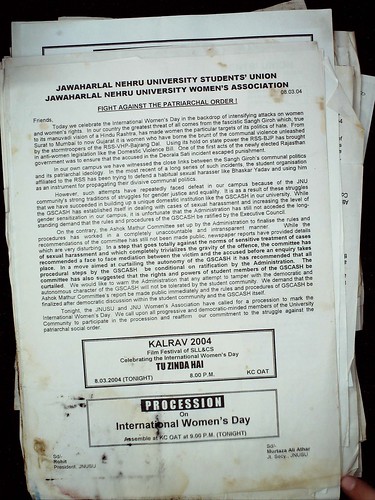 JAWAHARLAL NEHRU UNIVERSITY STUDENTS' UNION
JAWAHARLAL NEHRU UNIVERSITY WOMEN'S ASSOCIATION
08.03.04
FIGHT AGAINST THE PATRIARCHAL ORDER !
Friends,
Today we celebrate the International Women's Day in the backdrop of intensifying attacks on women
and women's rights. In our country the greatest threat of all comes from the fascistic Sangh Giroh which, true
to its manuvadi vision of a Hindu Rashtra, has made women the particular targets of its politics of hate. From
Surat to Mumbai to now Gujarat it is women who have borne the brunt of the communal violence unleashed
by the stormtroopers of the RSS-VHP-Bajrang Dal. Using its hold on state power the RSS-BJP has brought
in anti-women legislation like the Domestic Violence Bill. One of the first acts of the newly elected Rajasthan
government was to ensure that the accused in the Deorala Sati incident escaped punishment.
In our own campus we have witnessed the close links between the Sangh Giroh's communal politics
and its patriarchal ideology. In the most recent of a long series of such incidents, the student organisation
affiliated to the RSS has been trying to defend a habitual sexual harasser like Bhaskar Yadav and using him
as an instrument for propagating their divisive communal politics.
However, such attempts have repeatedly faced defeat in our campus because of the JNU
community's strong traditions of struggles for gender justice and equality. It is as a result of these struggles
that we have succeeded in building up a unique domestic institution like the GSCASH in our University. While
the GSCASH has established itself in dealing with cases of sexual harassment and increasing the level of
gender sensitisation in our campus, it is unfortunate that the Administration has still not acceded the long-
standing demand that the rules and procedures of the GSCASH be ratified by the Executive Council.
On the contrary, the Ashok Mathur Committee set up by the Administration to finalise the rules and
procedures has worked in a completely unaccountable and intransparent manner. While the
recommendations of the committee has still not been made public, newspaper reports have provided details
which are very disturbing. In a step that goes totally against the norms of sensitive treatment of cases
of sexual harassment and which completely trivializes the gravity of the offence, the committee has
recommended a face to face mediation between the victim and the accused before an enquiry takes
place. In a move aimed at curtailing the autonomy of the GSCASH it has recommended that all
procedural steps by the GSCASH be conditional on ratification by the Administration. The
committee has also suggested that the rights and powers of student members of the GSCASH be
curtailed. We would like to warn the Administration that any attempt to tamper with the democratic and
autonomous character of the GSCASH will not be tolerated by the student community. We demand that the
Ashok Mathur Committee's report be made public immediately and the rules and procedures of GSCASH be
finalized after democratic discussion within the student community and the GSCASH itself.
Tonight, the JNUSU and JNU Women's Association have called for a procession to mark the
International Women's Day. We call upon all progressive and democratic-minded members of the University
Community to participate in the procession and reaffirm our commitment to the struggle against the
patriarchal social order.
KALRAV 2004
Film Festival of SLL&CS
Celebrating the International Women's Day
TU ZINDA HAI
8.03.2004 (TONIGHT) 8.00 P.M. KC OAT
PROCESSION
On
International Women's Day
Assemble at KC OAT at 9.00 P.M. (TONIGHT)
Sd/- Sd/-
Rohit Murtaza Ali Athar
President, JNUSU Jt. Secy., JNUSU